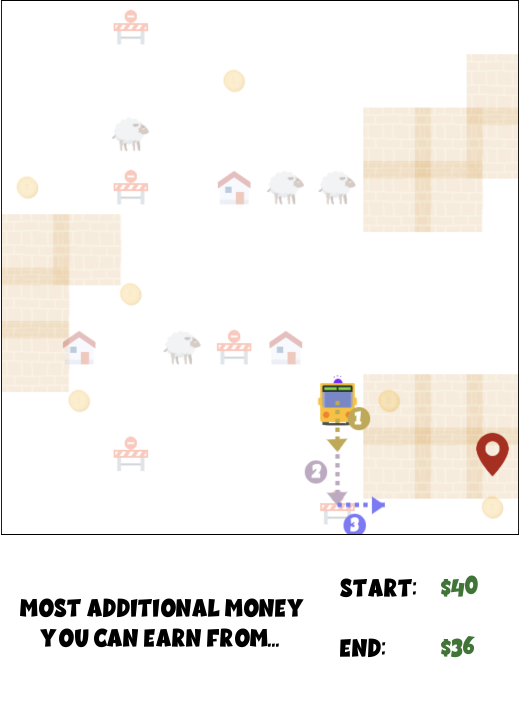 1
2
3
START: $40
MOST ADDITIONAL MONEY
YOU CAN EARN FROM...
END: $36